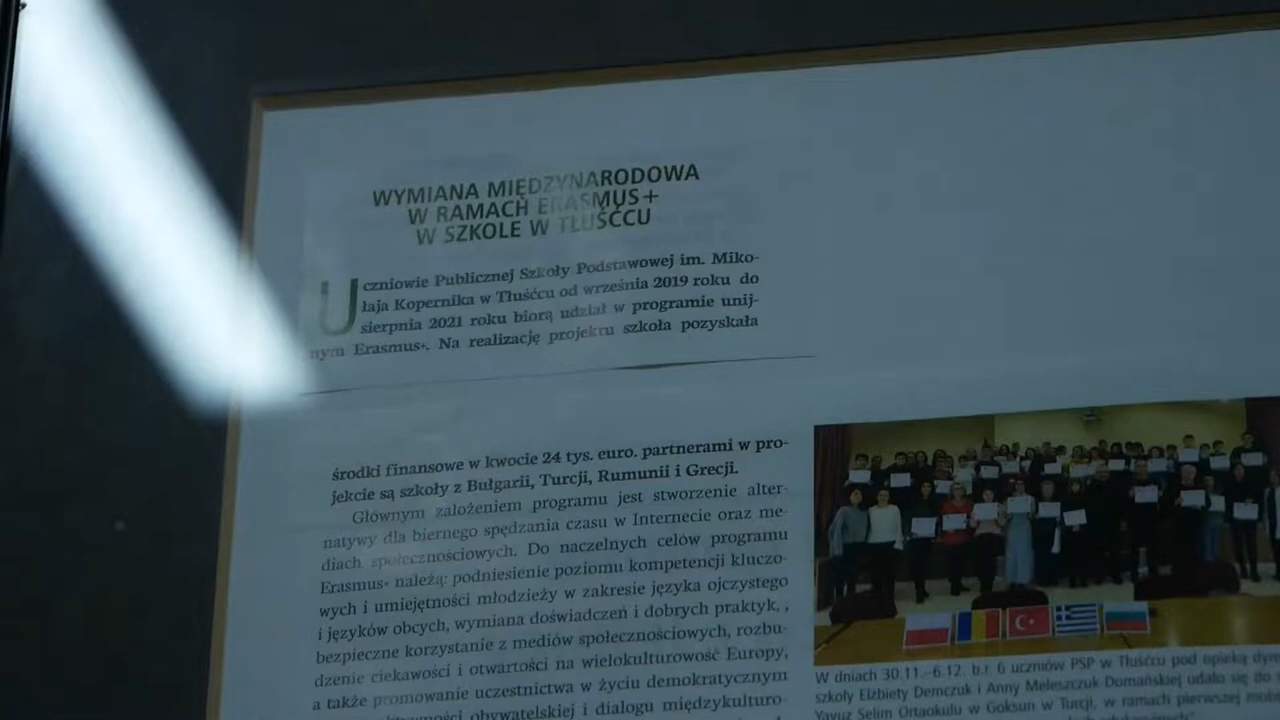 WYMIANA MIĘDZYNARODOWA
W RAMACH ERASMUS+
W SZKOLE W TŁUŚĆCU
Uczniowie Publicznej Szkoły Podstawowej im. Miko-
łaja Kopernika w Tłuśćcu od września 2019 roku do
sierpnia 2021 roku biorą udział w programie unij-
nym Erasmus+. Na realizację projektu szkoła pozyskała
środki finansowe w kwocie 24 tys. euro. partnerami w pro-
jekcie są szkoły z Bułgarii, Turcji, Rumunii i Grecji.
Głównym założeniem programu jest stworzenie alter-
natywy dla biernego spędzania czasu w Internecie oraz me-
diach społecznościowych. Do naczelnych celów programu
Erasmus+ należą: podniesienie poziomu kompetencji kluczo-
wych i umiejętności młodzieży w zakresie języka ojczystego
i języków obcych, wymiana doświadczeń i dobrych praktyk, ,
bezpieczne korzystanie z mediów społecznościowych, rozbu-
dzenie ciekawości i otwartości na wielokulturowość Europy,
a także promowanie uczestnictwa w życiu demokratycznym
obywatelskiej i dialogu międzykulturo-
W dniach 30.11.-6.12. b.r. 6 uczniów PSP w Tłuśćcu pod opieką
szkoły Elżbiety Demczuk i Anny Meleszczuk Domańskiej udało się do
Yavuz Selim Ortaokulu w Goksun w Turcji, w ramach pierwszej